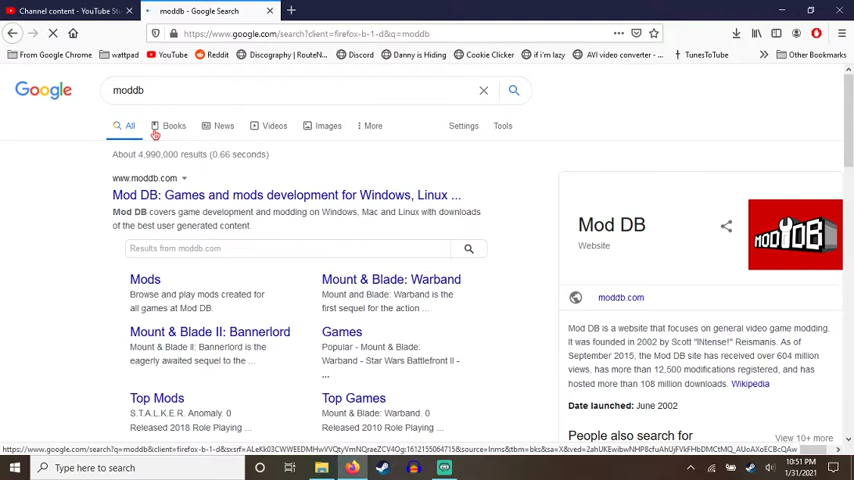 Channel content - YouTube Stu
moddb - Google Search
https://www.google.com/search?client=firefox-b-1-d&q=moddb
From Google Chrome
wattpad
YouTube
Reddit
Discography | RouteN...
Discord
Danny is Hiding
Cookie Clicker
if i'm lazy
AVI video converter -...
TunesToTube
Other Bookmarks
Google
moddb
All
Books
News
Videos
Images
More
Settings
Tools
About 4,990,000 results (0.66 seconds)
www.moddb.com
Mod DB: Games and mods development for Windows, Linux ...
Mod DB covers game development and modding on Windows, Mac and Linux with downloads
of the best user generated content.
Results from moddb.com
Mods
Browse and play mods created for
all games at Mod DB.
Mount & Blade: Warband
Mount and Blade: Warband is the
first sequel for the action ...
Mount & Blade II: Bannerlord
Mount & Blade II: Bannerlord is the
eagerly awaited sequel to the ...
Games
Popular - Mount & Blade:
Warband - Star Wars Battlefront II -
...
Top Mods
S.T.A.L.K.E.R. Anomaly. 0
Released 2018 Role Playing ...
Top Games
Mount & Blade: Warband. 0
Released 2010 Role Playing ...
Mod DB
Website
MODDB
moddb.com
Mod DB is a website that focuses on general video game modding.
It was founded in 2002 by Scott "INtense!" Reismanis. As of
September 2015, the Mod DB site has received over 604 million
views, has more than 12,500 modifications registered, and has
hosted more than 108 million downloads. Wikipedia
Date launched: June 2002
People also search for
View 10+ more
Type here to search
10:51 PM
1/31/2021